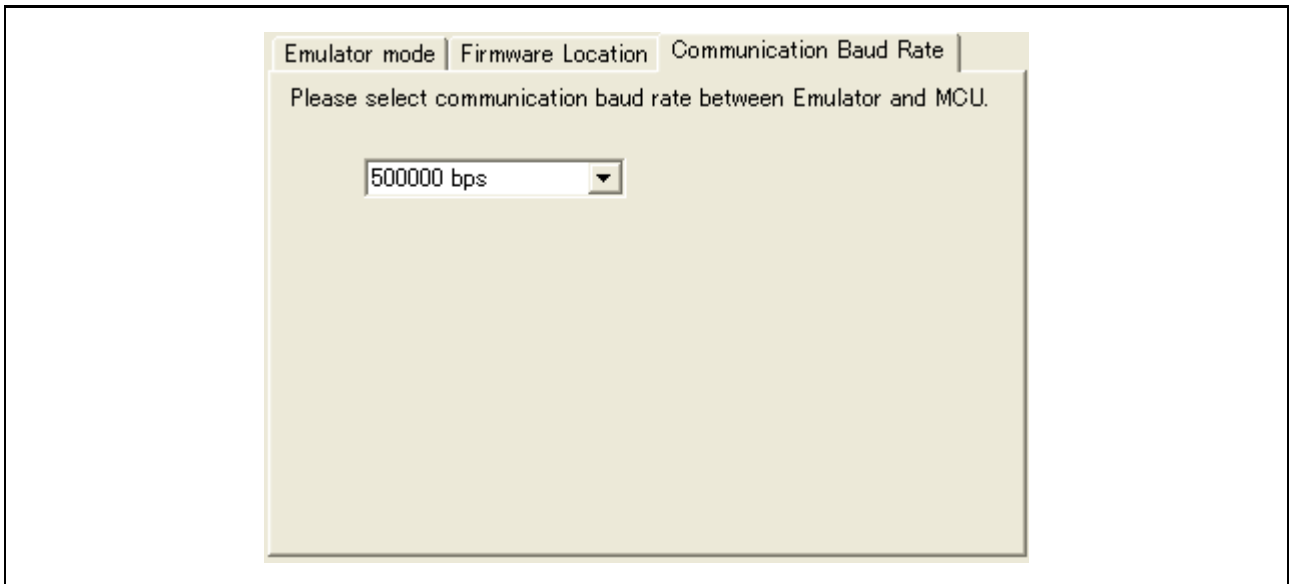 Emulator mode Firmware Location Communication Baud Rate
Please select communication baud rate between Emulator and MCU.
500000 bps